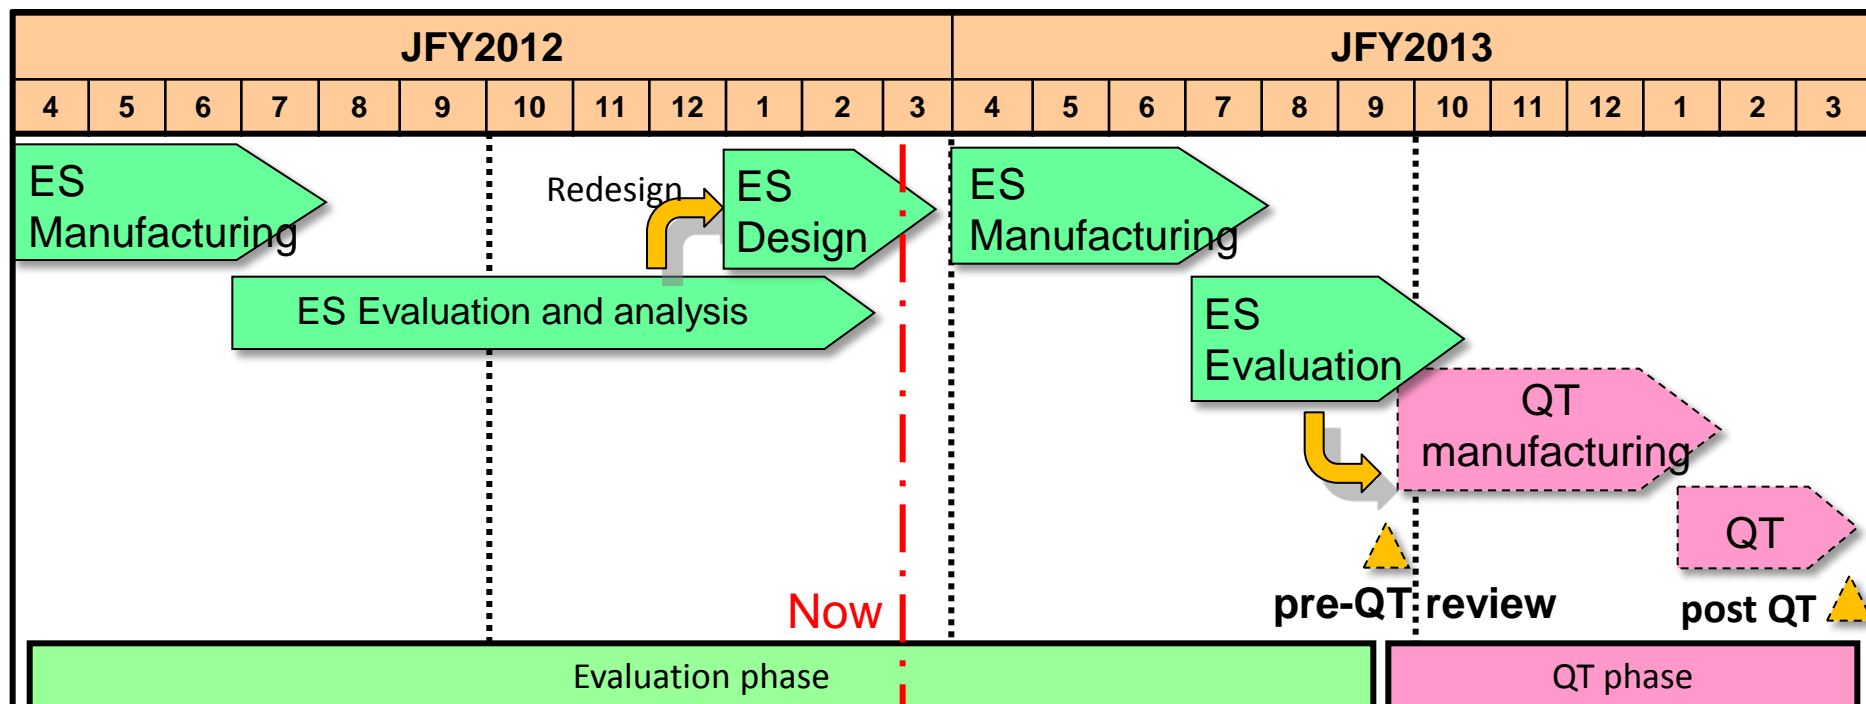 JFY2012 JFY2013
4 5 6 7 8 9 10 11 12 1 2 3 4 5 6 7 8 9 10 11 12 1 2 3
ES
Manufacturing
Redesign
ES
Design
ES
Manufacturing
ES Evaluation and analysis
ES
Evaluation
QT
manufacturing
QT
Now
pre-QT review
post QT
Evaluation phase
QT phase